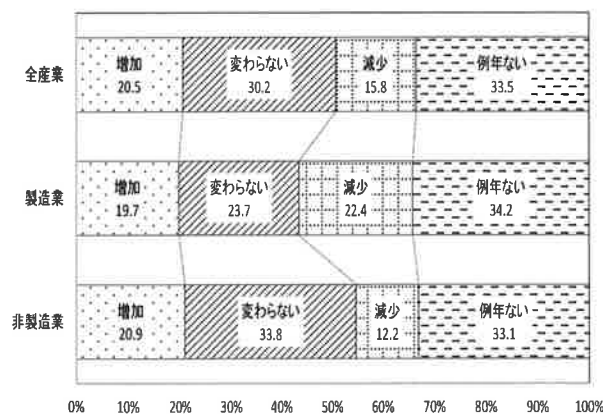 全産業
増加
20.5
変わらない
30.2
減少
15.8
例年ない
33.5
製造業
増加
19.7
変わらない
23.7
減少
22.4
例年ない
34.2
非製造業
増加
20.9
変わらない
33.8
減少
12.2
例年ない
33.1
0% 10% 20% 30% 40% 50% 60% 70% 80% 90% 100%